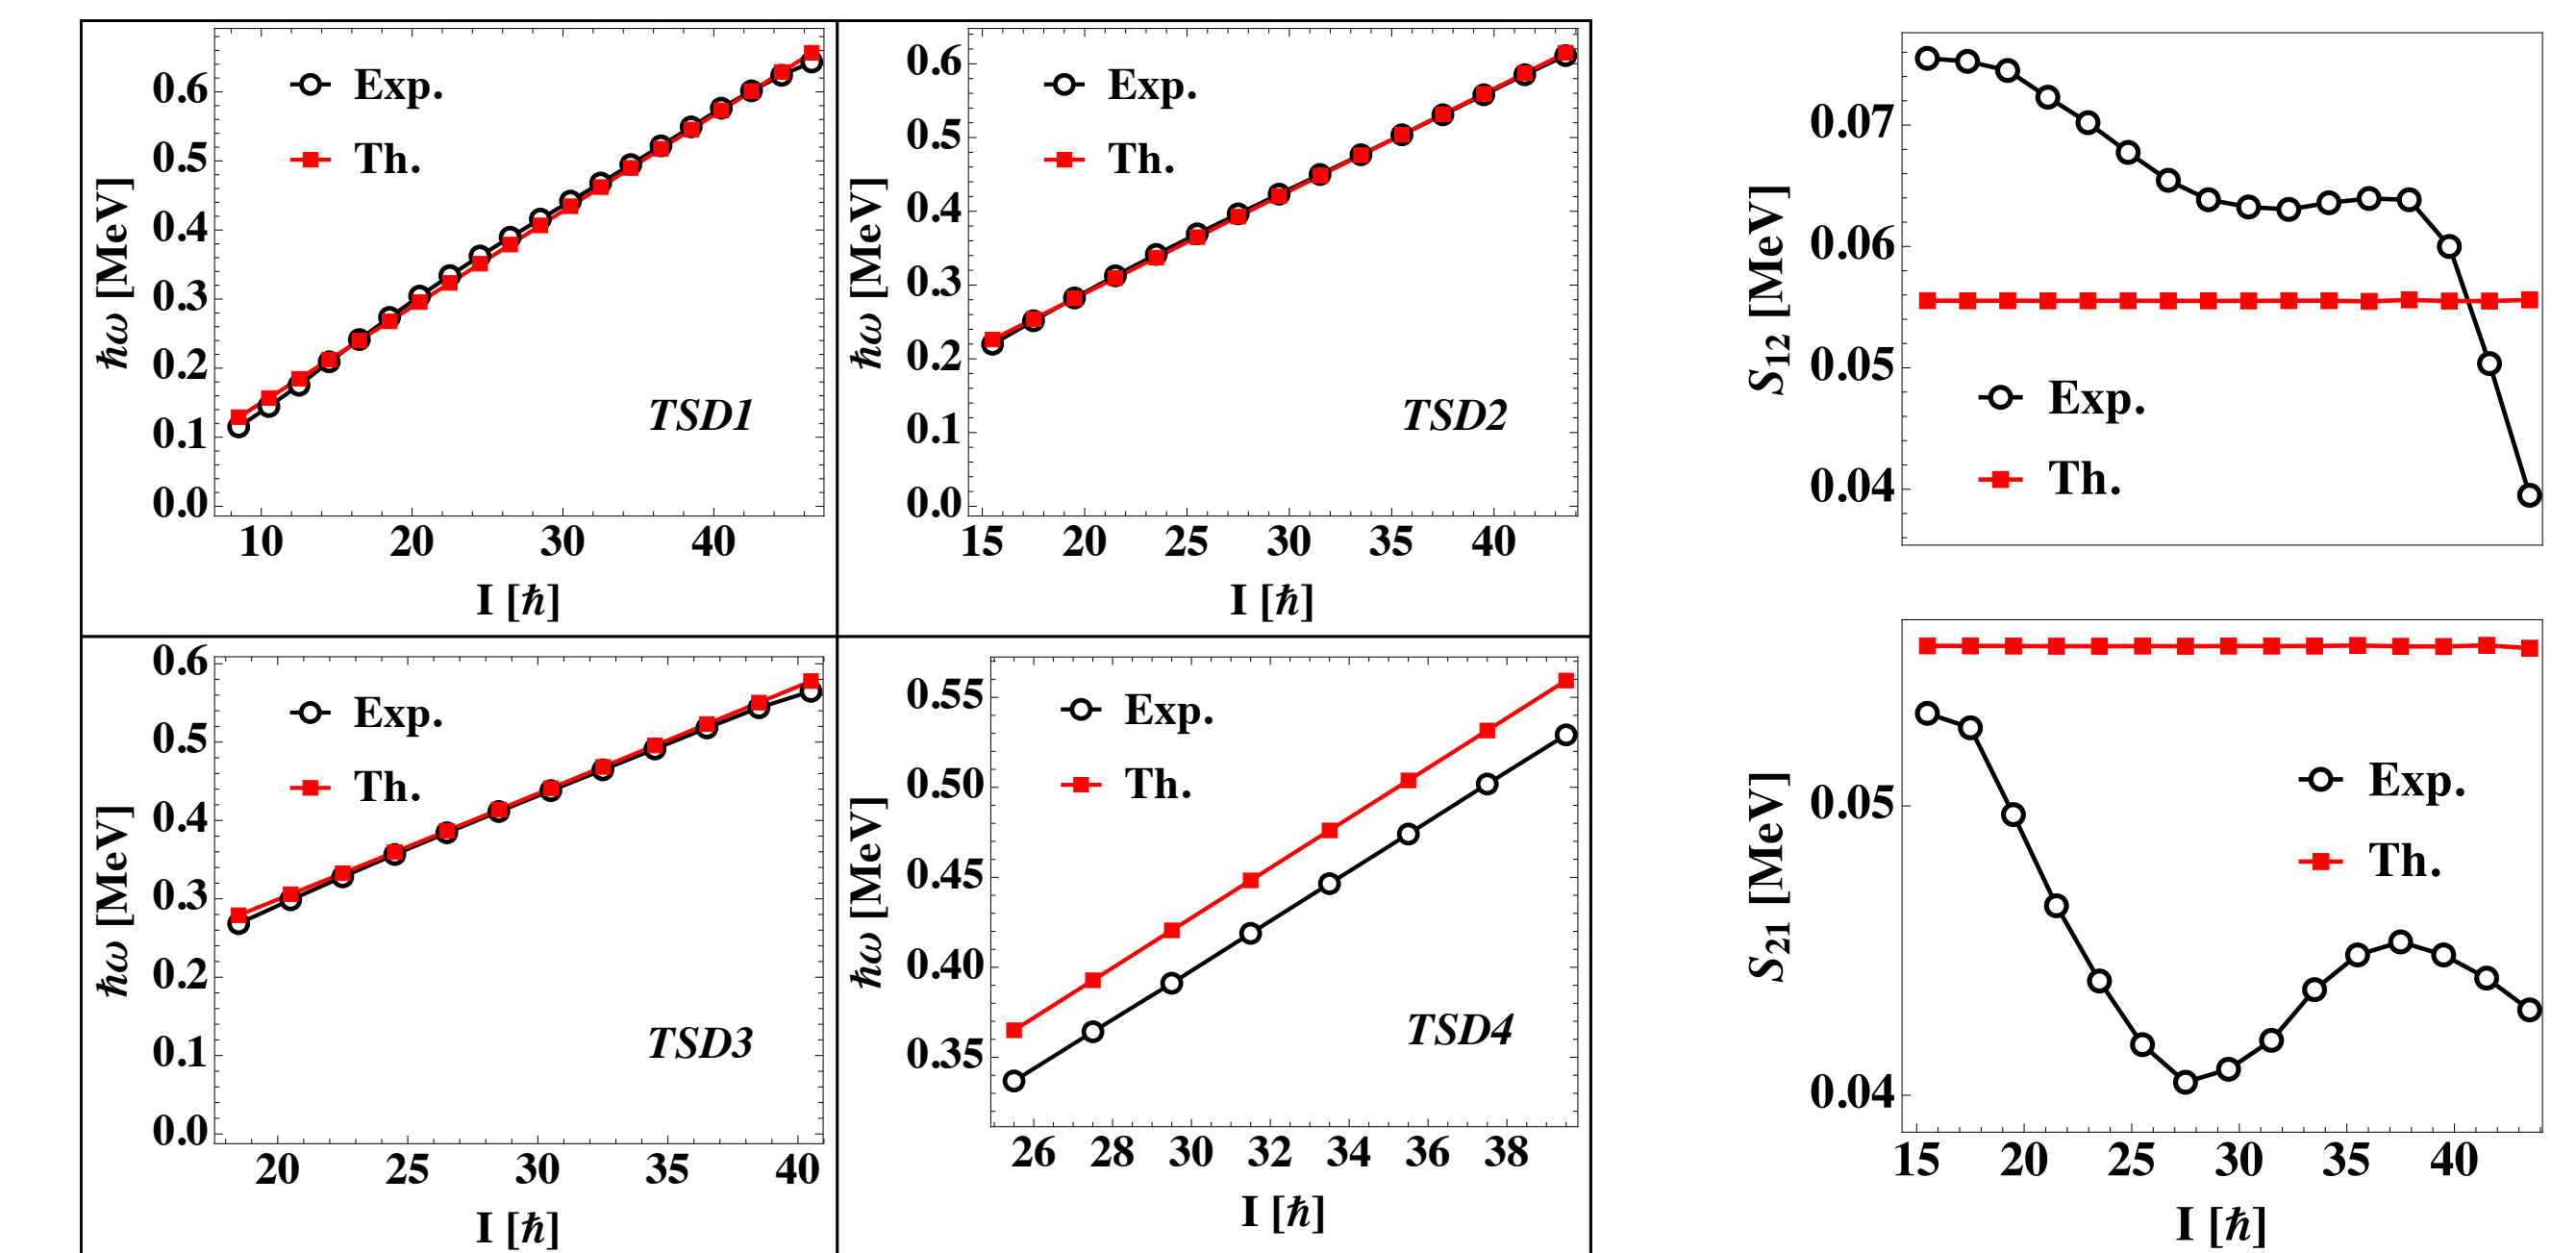 0.6
0.5
0.4
0.3
0.2
0.1
0.0
ħω [MeV]
Exp.
Th.
TSD1
10 20 30 40
I [ħ]
0.6
0.5
0.4
0.3
0.2
0.1
0.0
ħω [MeV]
Exp.
Th.
TSD2
15 20 25 30 35 40
I [ħ]
0.6
0.5
0.4
0.3
0.2
0.1
0.0
ħω [MeV]
Exp.
Th.
TSD3
20 25 30 35 40
I [ħ]
0.55
0.50
0.45
0.40
0.35
ħω [MeV]
Exp.
Th.
TSD4
26 28 30 32 34 36 38
I [ħ]
0.07
0.06
0.05
0.04
S12 [MeV]
Exp.
Th.
0.05
0.04
S21 [MeV]
Exp.
Th.
15 20 25 30 35 40
I [ħ]